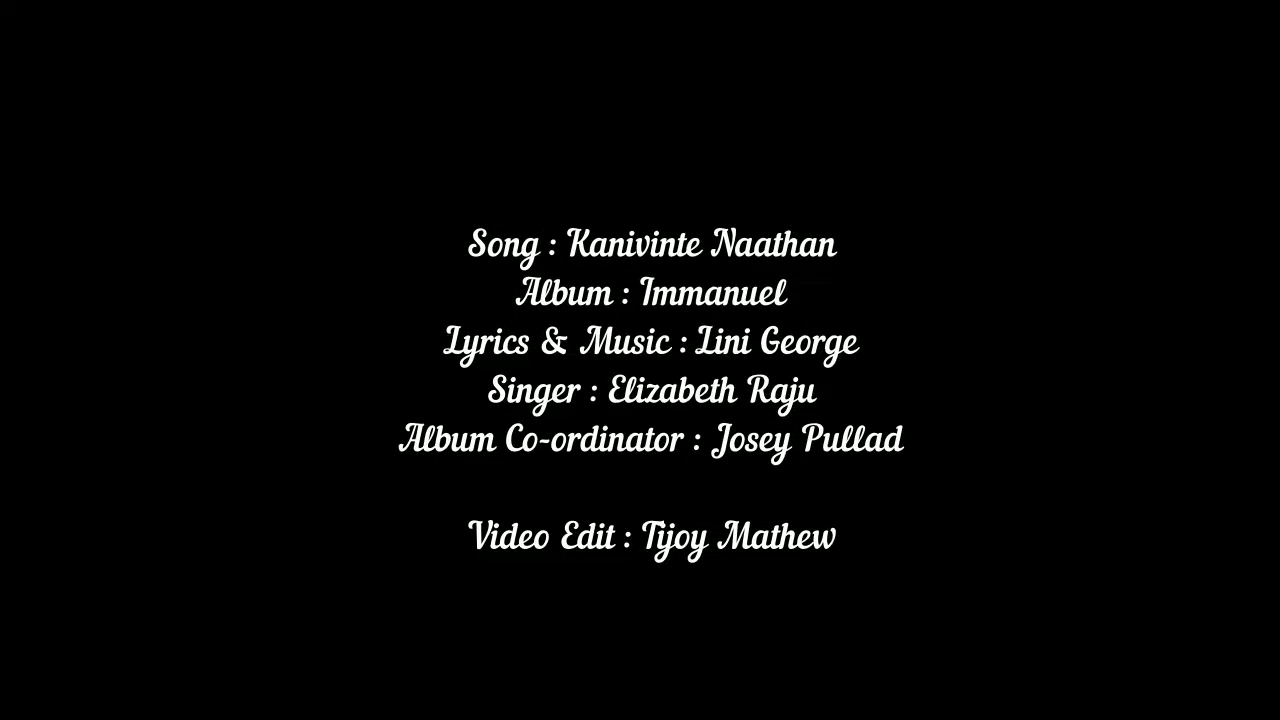 Song : Kanivinte Naathan
Album : Immanuel
Lyrics & Music : Lini George
Singer : Elizabeth Raju
Album Co-ordinator : Josey Pullad
Video Edit : Tijoy Mathew